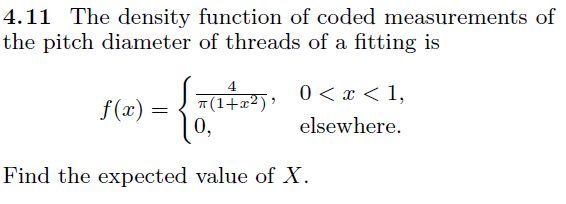 4.11 The density function of coded measurements of
the pitch diameter of threads of a fitting is
f(x) = { 4/π(1+x²), 0 < x < 1,
0, elsewhere.
Find the expected value of X.